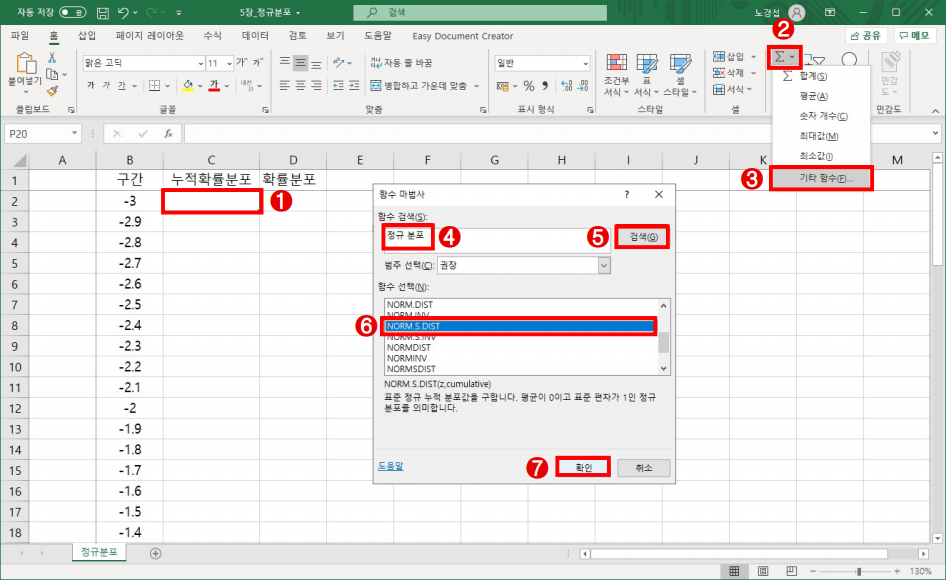 자동 저장 끔 5장_정규분포 검색 노경섭
파일 홈 삽입 페이지 레이아웃 수식 데이터 검토 보기 도움말 Easy Document Creator 공유 메모
붙여넣기
맑은 고딕 11
가 가 가 가
자동 줄 바꿈
병합하고 가운데 맞춤
일반
조건부 서식
표 서식
셀 스타일
삽입
삭제
서식
민감도
클립보드 글꼴 맞춤 표시 형식 스타일 셀 민감도
❷
Σ
Σ 합계(S)
평균(A)
숫자 개수(C)
최대값(M)
최소값(I)
❸ 기타 함수(F)...
P20 fx
A B C D E F G H I J K M
1 구간 누적확률분포 확률분포
2 -3 ❶
3 -2.9
4 -2.8
5 -2.7
6 -2.6
7 -2.5
8 -2.4
9 -2.3
10 -2.2
11 -2.1
12 -2
13 -1.9
14 -1.8
15 -1.7
16 -1.6
17 -1.5
18 -1.4
함수 마법사 ? ×
함수 검색(S):
정규 분포 ❹ ❺ 검색(G)
범주 선택(C): 권장
함수 선택(N):
NORM.DIST
NORM.INV
❻ NORM.S.DIST
NORM.S.INV
NORMDIST
NORMINV
NORMSDIST
NORM.S.DIST(z,cumulative)
표준 정규 누적 분포값을 구합니다. 평균이 0이고 표준 편차가 1인 정규
분포를 의미합니다.
도움말 ❼ 확인 취소
정규분포
130%